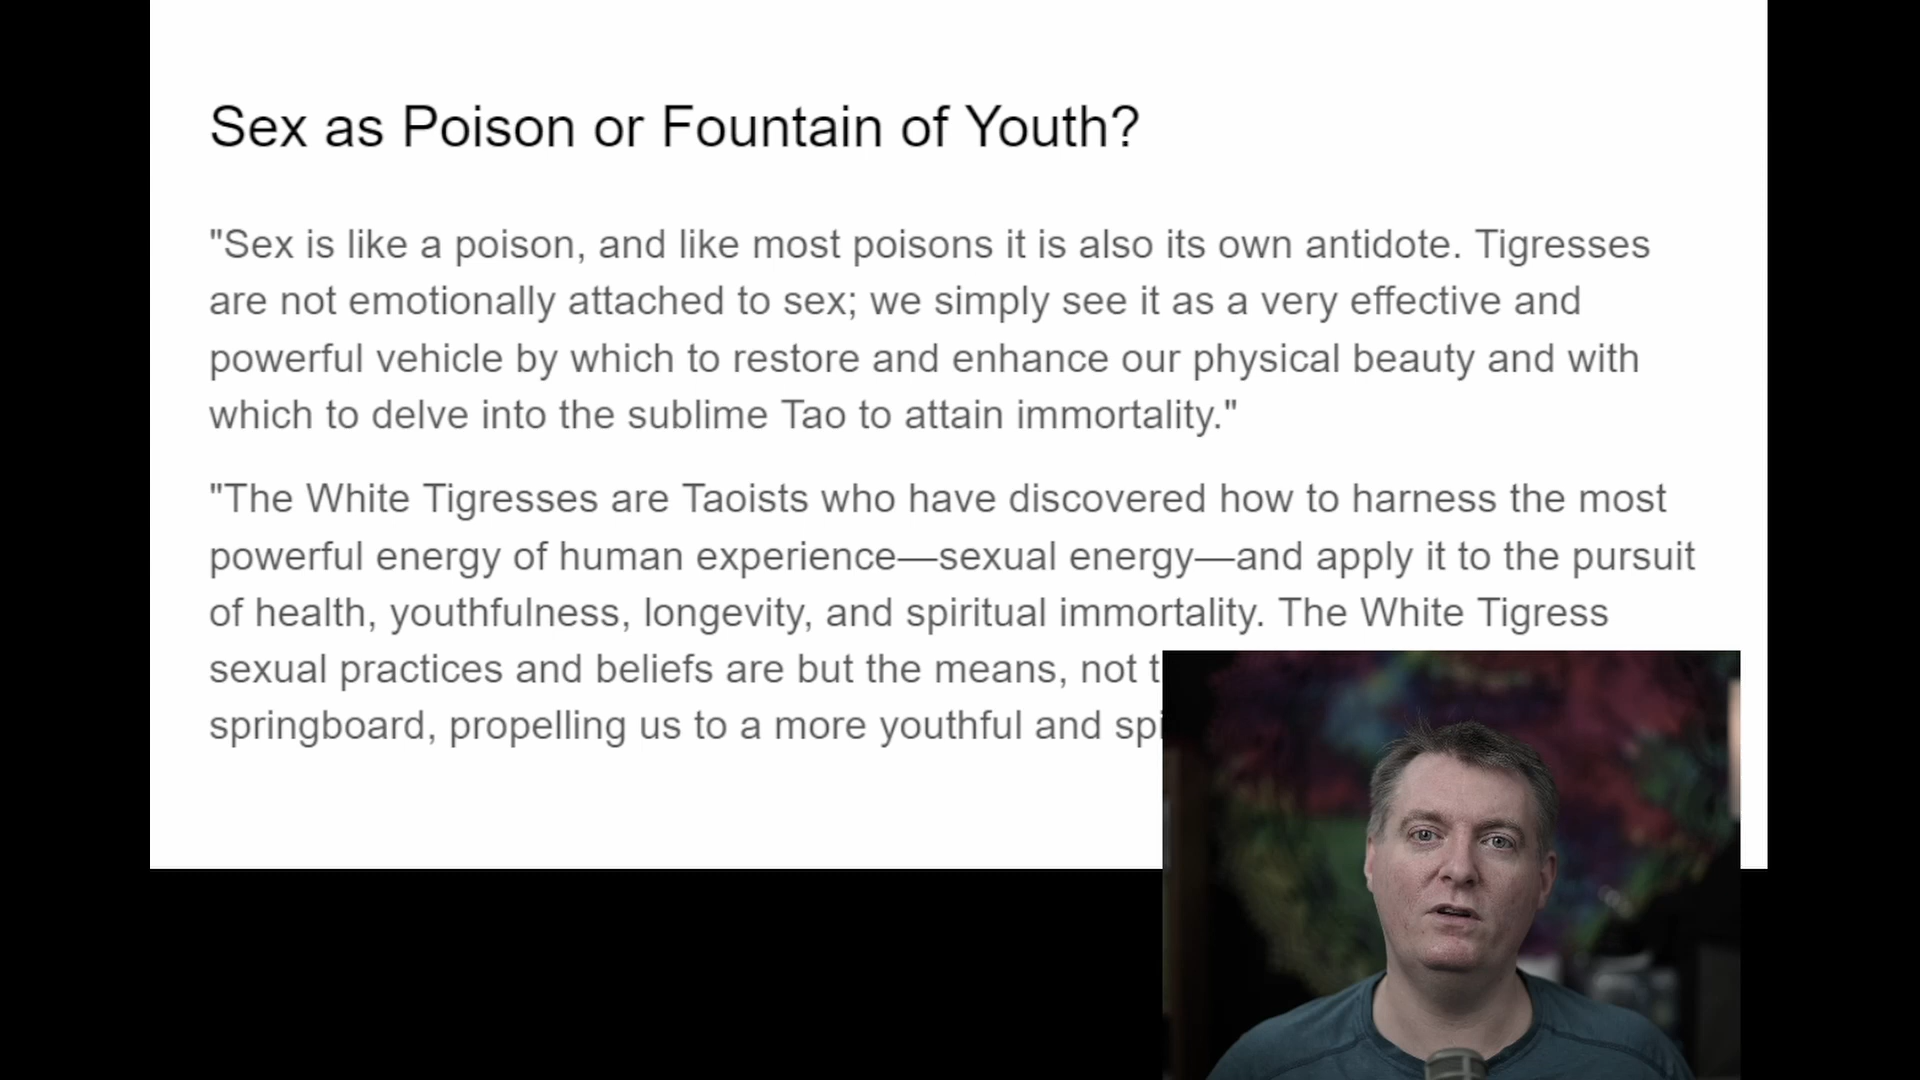 Sex as Poison or Fountain of Youth?
"Sex is like a poison, and like most poisons it is also its own antidote. Tigresses
are not emotionally attached to sex; we simply see it as a very effective and
powerful vehicle by which to restore and enhance our physical beauty and with
which to delve into the sublime Tao to attain immortality."
"The White Tigresses are Taoists who have discovered how to harness the most
powerful energy of human experience—sexual energy—and apply it to the pursuit
of health, youthfulness, longevity, and spiritual immortality. The White Tigress
sexual practices and beliefs are but the means, not
springboard, propelling us to a more youthful and